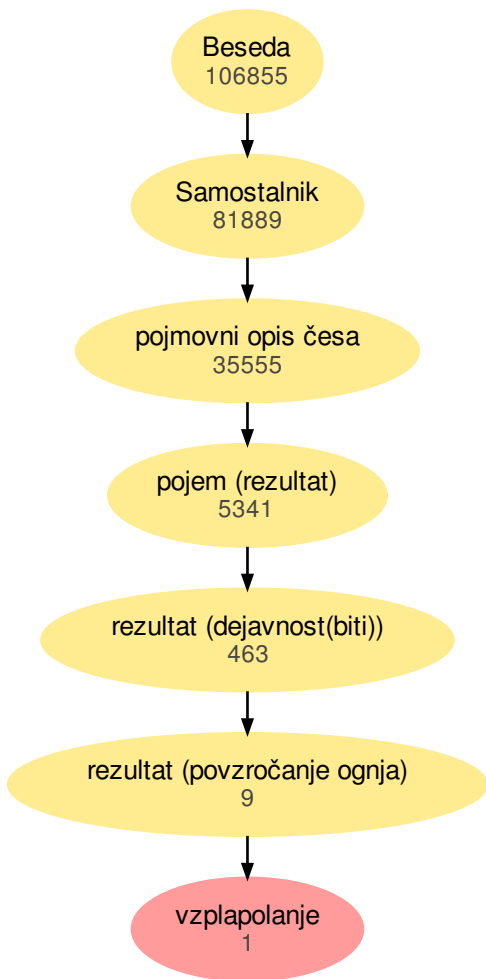 Beseda
106855
Samostalnik
81889
pojmovni opis česa
35555
pojem (rezultat)
5341
rezultat (dejavnost(biti))
463
rezultat (povzročanje ognja)
9
vzplapolanje
1